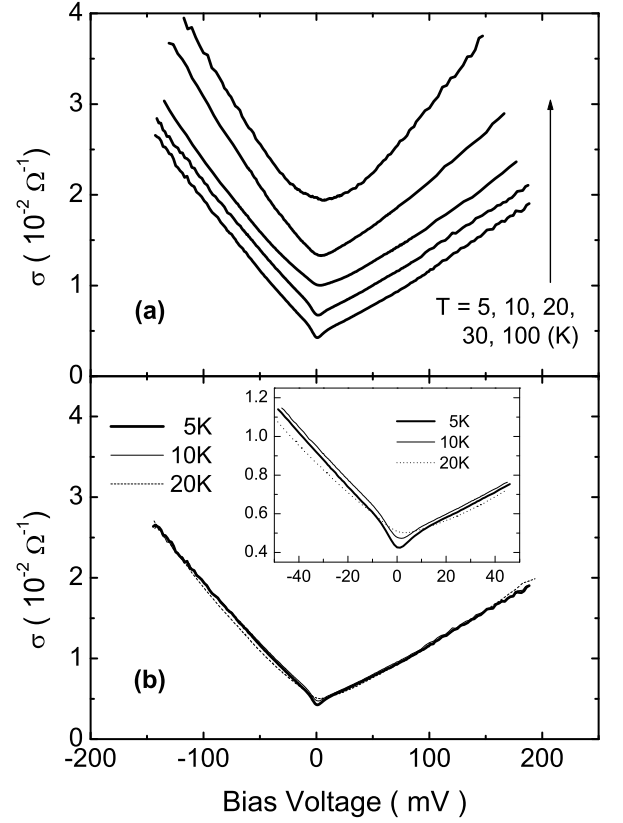 4
3
2
1
0
σ ( 10⁻² Ω⁻¹ )
(a)
T = 5, 10, 20,
30, 100 (K)
4
3
2
1
0
σ ( 10⁻² Ω⁻¹ )
5K
10K
20K
1.2
1.0
0.8
0.6
0.4
5K
10K
20K
-40 -20 0 20 40
(b)
-200 -100 0 100 200
Bias Voltage ( mV )